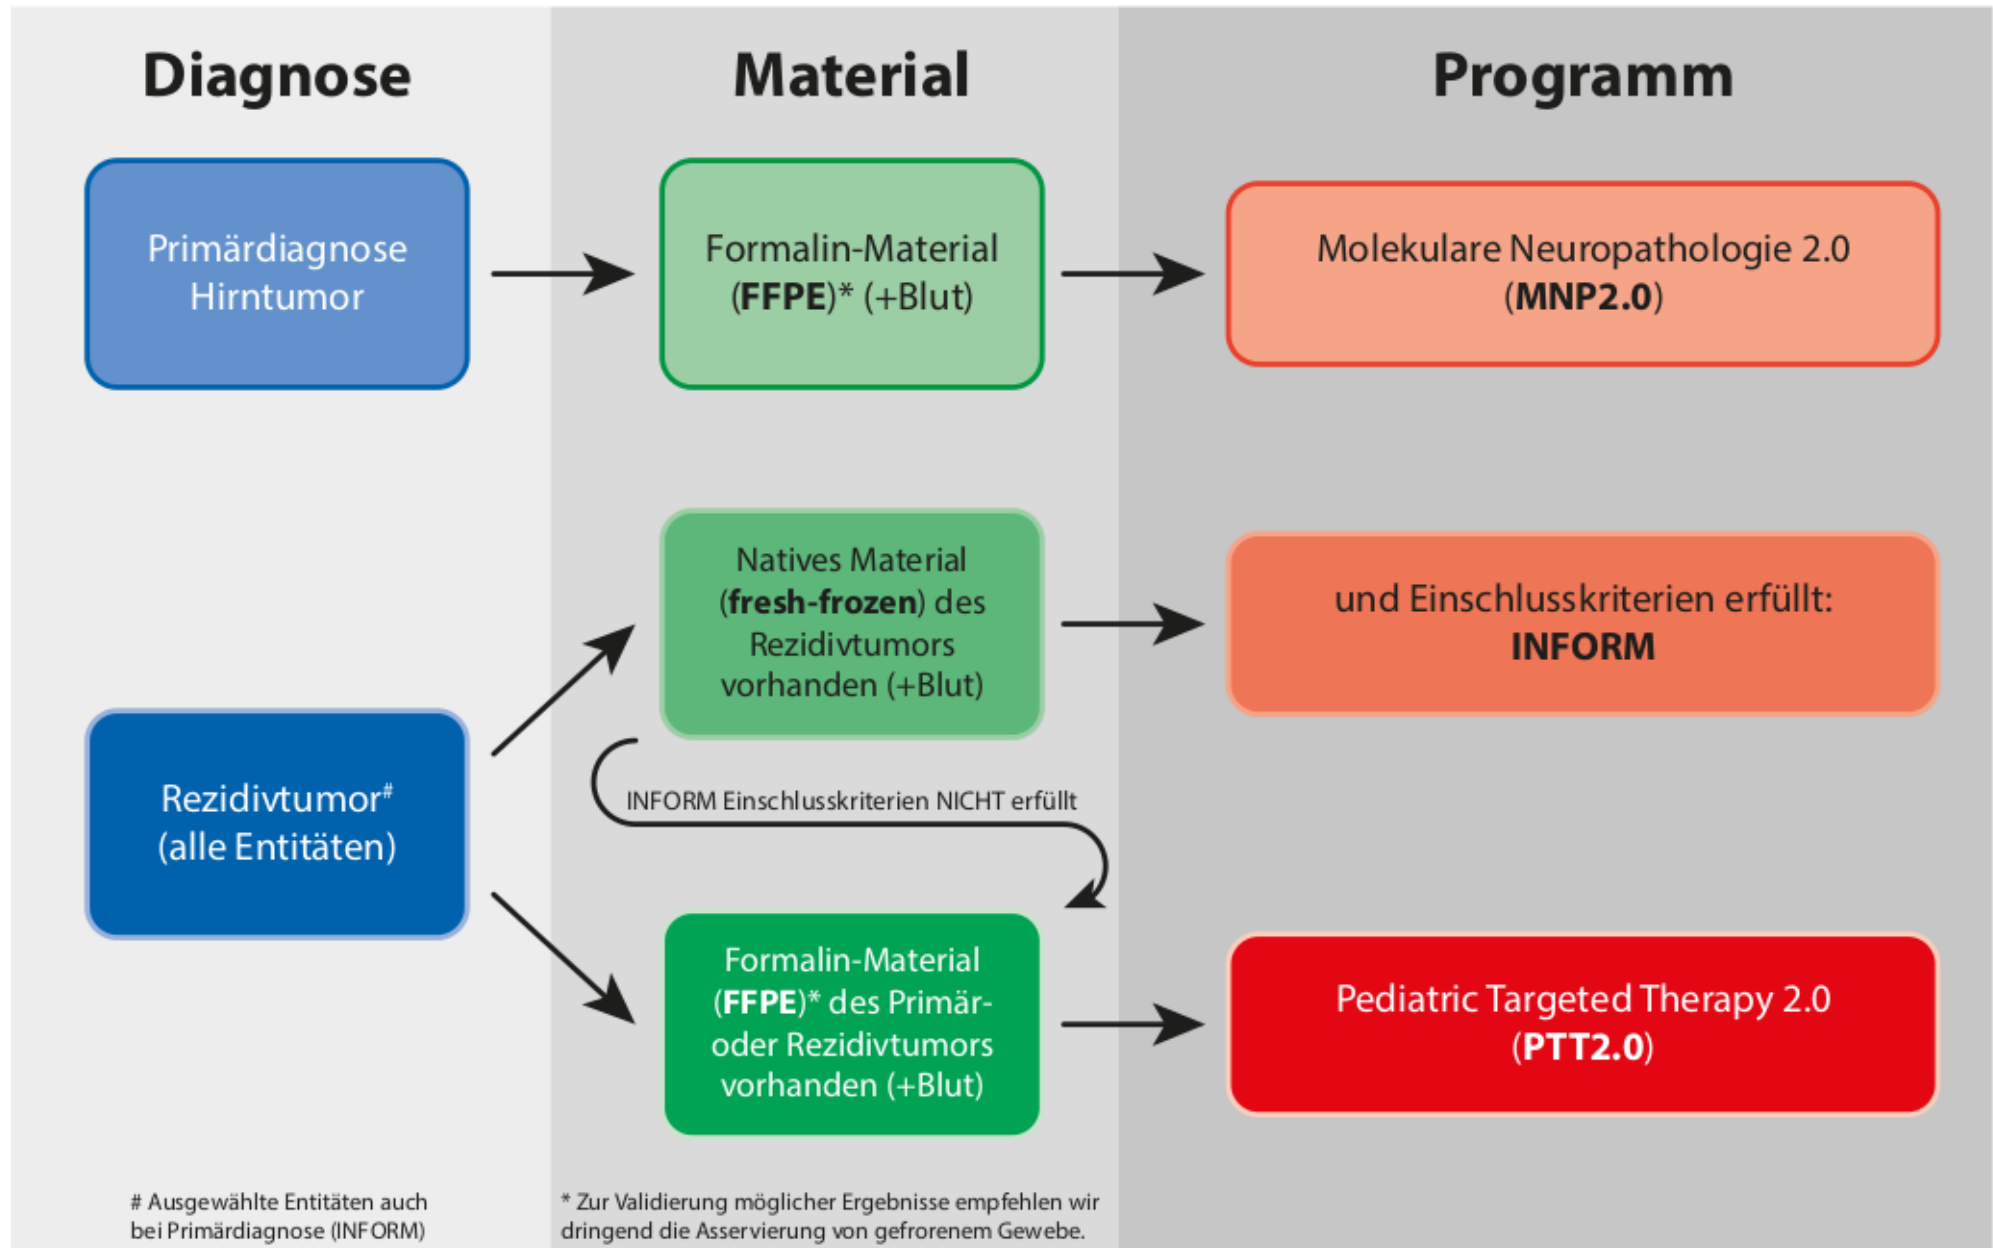 Diagnose
Material
Programm
Primärdiagnose
Hirntumor
Formalin-Material
(FFPE)* (+Blut)
Molekulare Neuropathologie 2.0
(MNP2.0)
Natives Material
(fresh-frozen) des
Rezidivtumors
vorhanden (+Blut)
und Einschlusskriterien erfüllt:
INFORM
Rezidivtumor#
(alle Entitäten)
INFORM Einschlusskriterien NICHT erfüllt
Formalin-Material
(FFPE)* des Primär-
oder Rezidivtumors
vorhanden (+Blut)
Pediatric Targeted Therapy 2.0
(PTT2.0)
# Ausgewählte Entitäten auch
bei Primärdiagnose (INFORM)
* Zur Validierung möglicher Ergebnisse empfehlen wir
dringend die Asservierung von gefrorenem Gewebe.